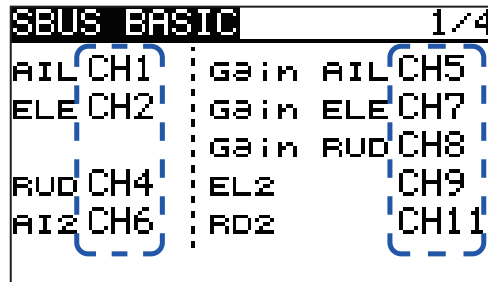 SBUS BASIC 1/4
AIL CH1 Gain AIL CH5
ELE CH2 Gain ELE CH7
Gain RUD CH8
RUD CH4 EL2 CH9
AI2 CH6 RD2 CH11